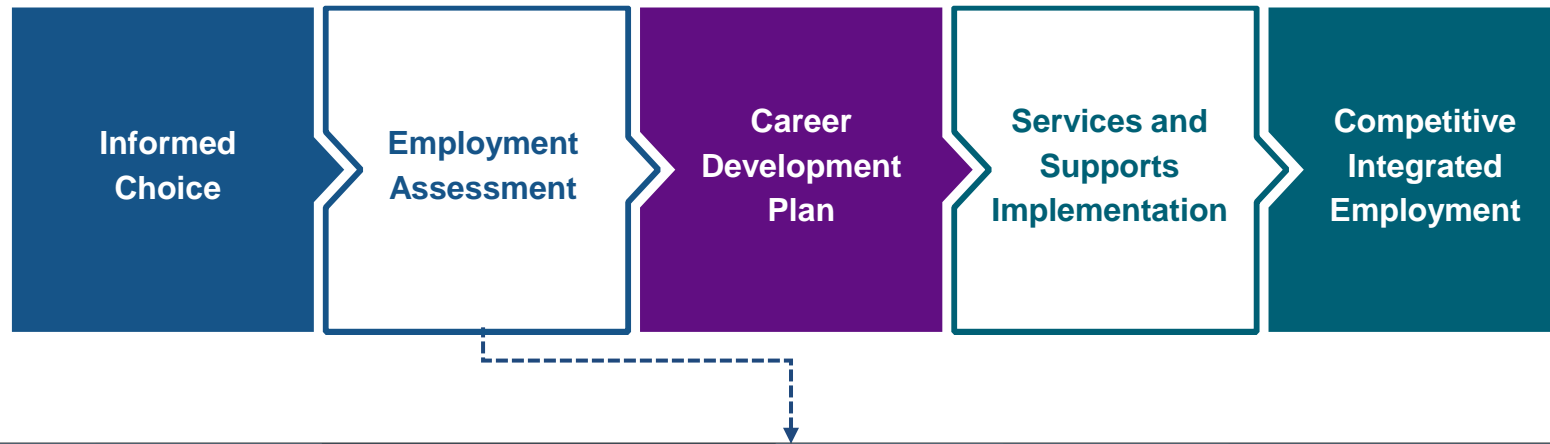 Informed
Choice
Employment
Assessment
Career
Development
Plan
Services and
Supports
Implementation
Competitive
Integrated
Employment